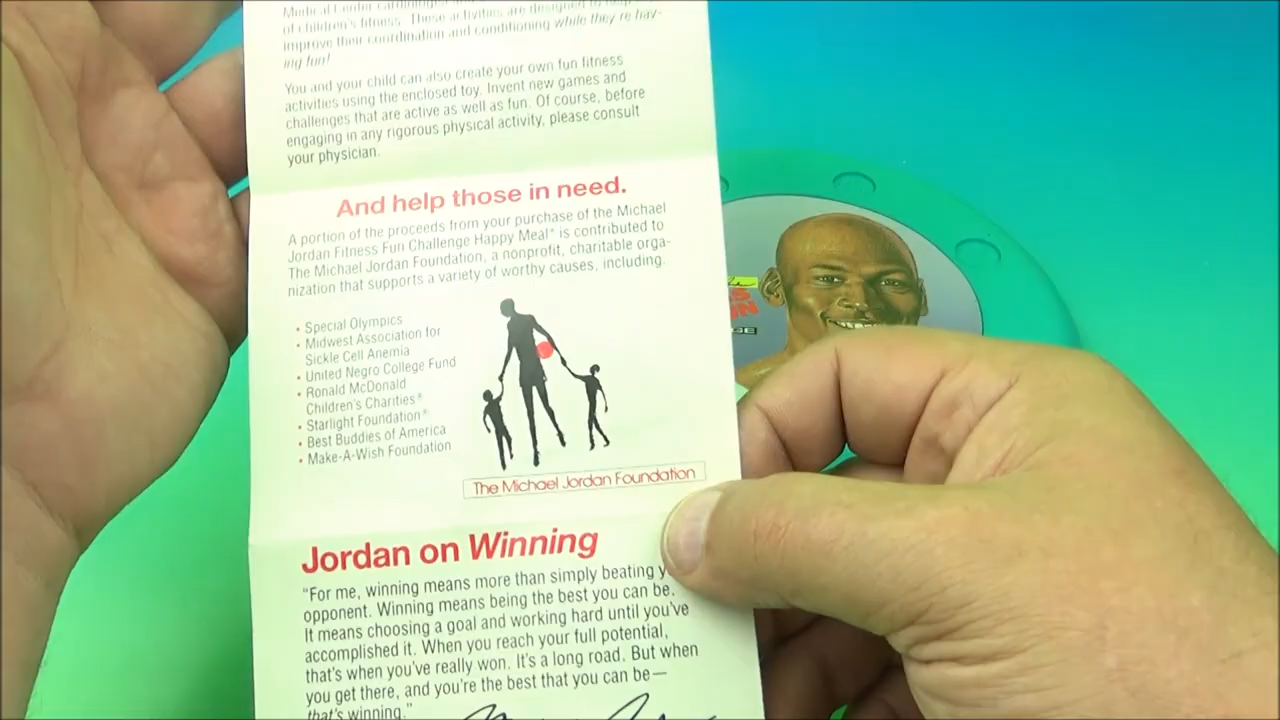 Medical Center cardiologist
of children's fitness. These activities are designed to
improve their coordination and conditioning while they're hav-
ing fun!
You and your child can also create your own fun fitness
activities using the enclosed toy. Invent new games and
challenges that are active as well as fun. Of course, before
engaging in any rigorous physical activity, please consult
your physician.
And help those in need.
A portion of the proceeds from your purchase of the Michael
Jordan Fitness Fun Challenge Happy Meal® is contributed to
The Michael Jordan Foundation, a nonprofit, charitable orga-
nization that supports a variety of worthy causes, including:
• Special Olympics
• Midwest Association for
Sickle Cell Anemia
• United Negro College Fund
• Ronald McDonald
Children's Charities®
• Starlight Foundation®
• Best Buddies of America
• Make-A-Wish Foundation
The Michael Jordan Foundation
Jordan on Winning
"For me, winning means more than simply beating
opponent. Winning means being the best you can be.
It means choosing a goal and working hard until you've
accomplished it. When you reach your full potential,
that's when you've really won. It's a long road. But when
you get there, and you're the best that you can be—
that's winning."